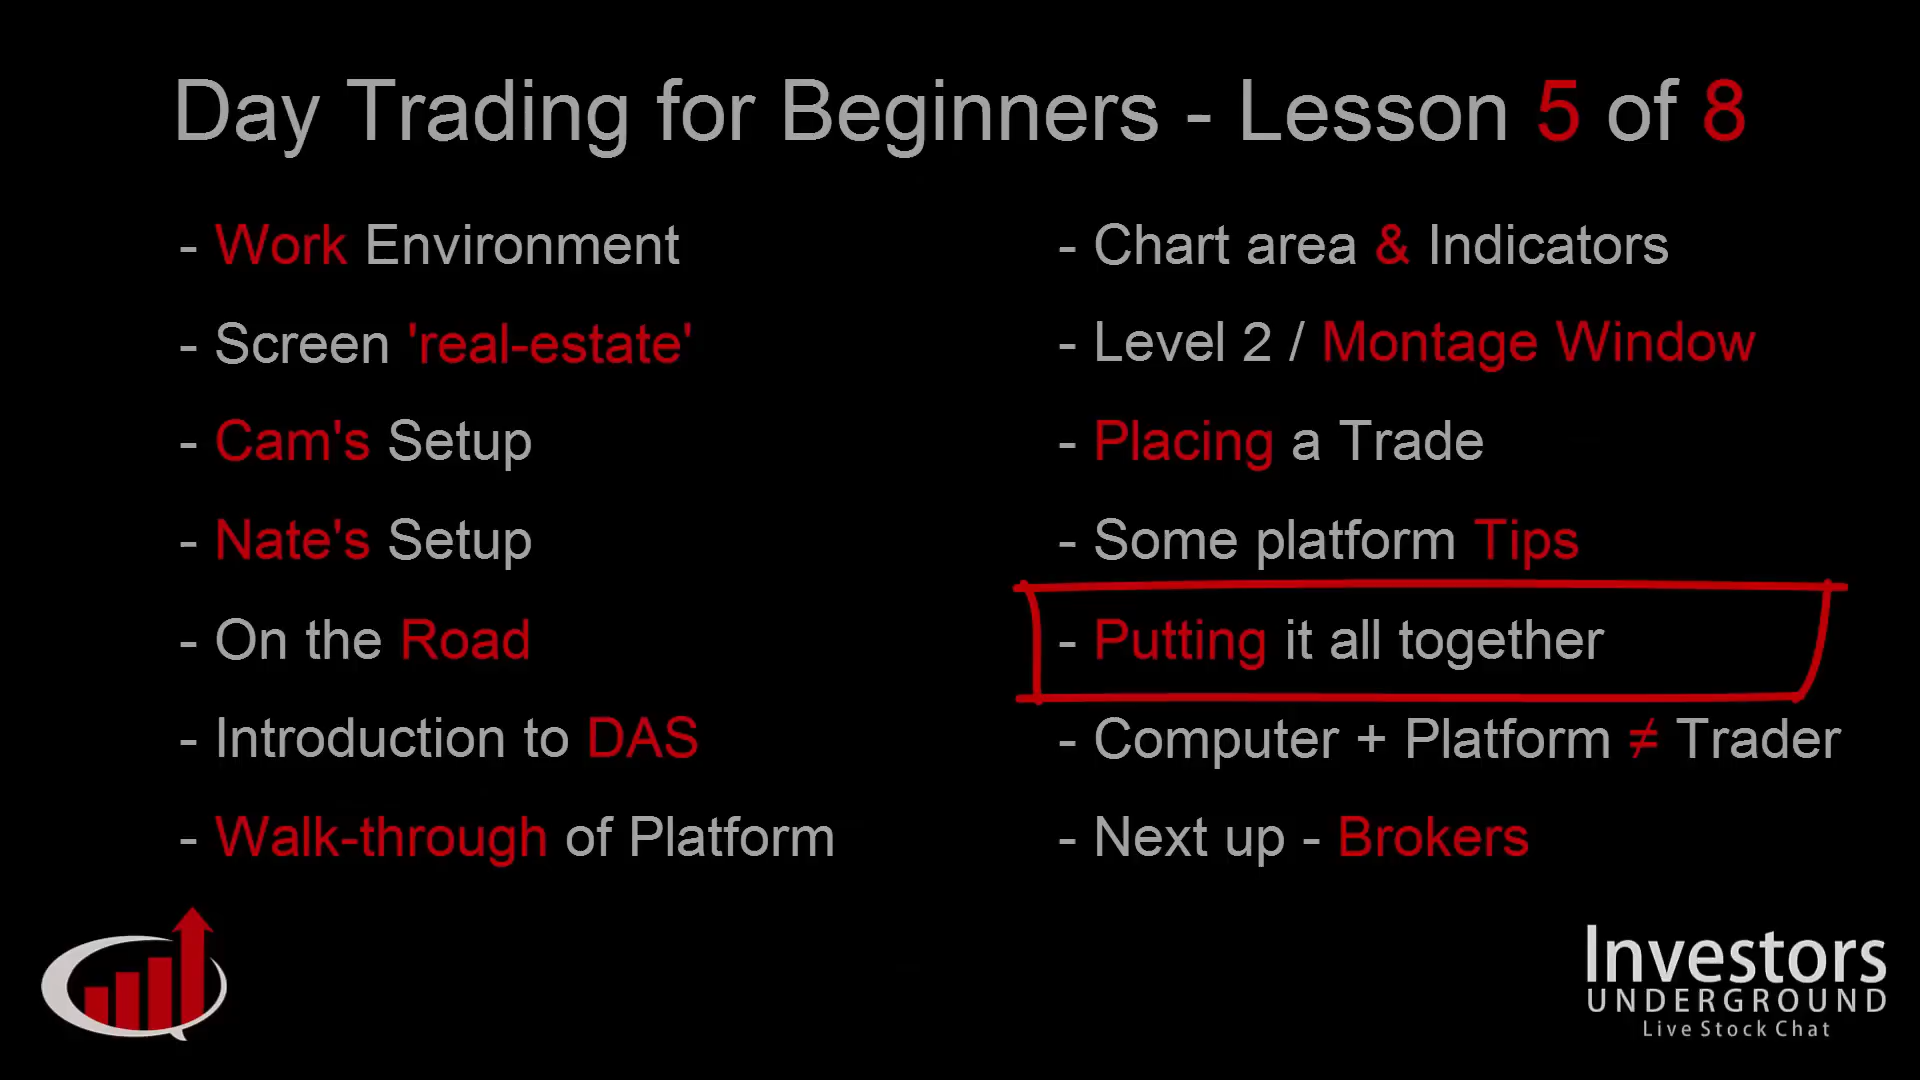 Day Trading for Beginners - Lesson 5 of 8
- Work Environment
- Screen 'real-estate'
- Cam's Setup
- Nate's Setup
- On the Road
- Introduction to DAS
- Walk-through of Platform
- Chart area & Indicators
- Level 2 / Montage Window
- Placing a Trade
- Some platform Tips
- Putting it all together
- Computer + Platform ≠ Trader
- Next up - Brokers
Investors
UNDERGROUND
Live Stock Chat